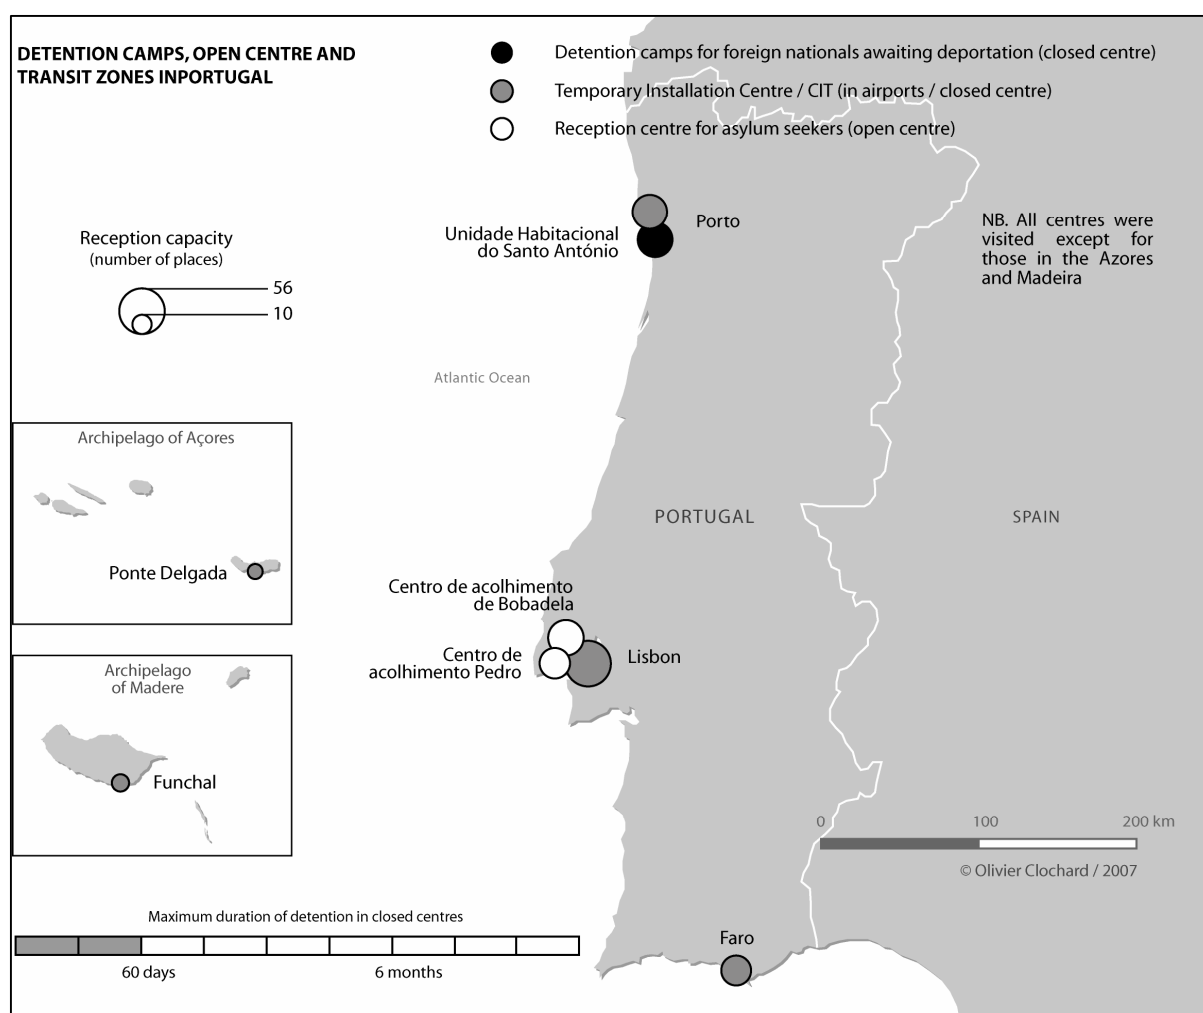 DETENTION CAMPS, OPEN CENTRE AND
TRANSIT ZONES INPORTUGAL
Detention camps for foreign nationals awaiting deportation (closed centre)
Temporary Installation Centre / CIT (in airports / closed centre)
Reception centre for asylum seekers (open centre)
Porto
Unidade Habitacional
do Santo António
NB. All centres were
visited except for
those in the Azores
and Madeira
Reception capacity
(number of places)
56
10
Atlantic Ocean
Archipelago of Açores
Ponte Delgada
PORTUGAL
SPAIN
Centro de acolhimento
de Bobadela
Centro de
acolhimento Pedro
Lisbon
Archipelago
of Madere
Funchal
0 100 200 km
© Olivier Clochard / 2007
Maximum duration of detention in closed centres
60 days 6 months
Faro